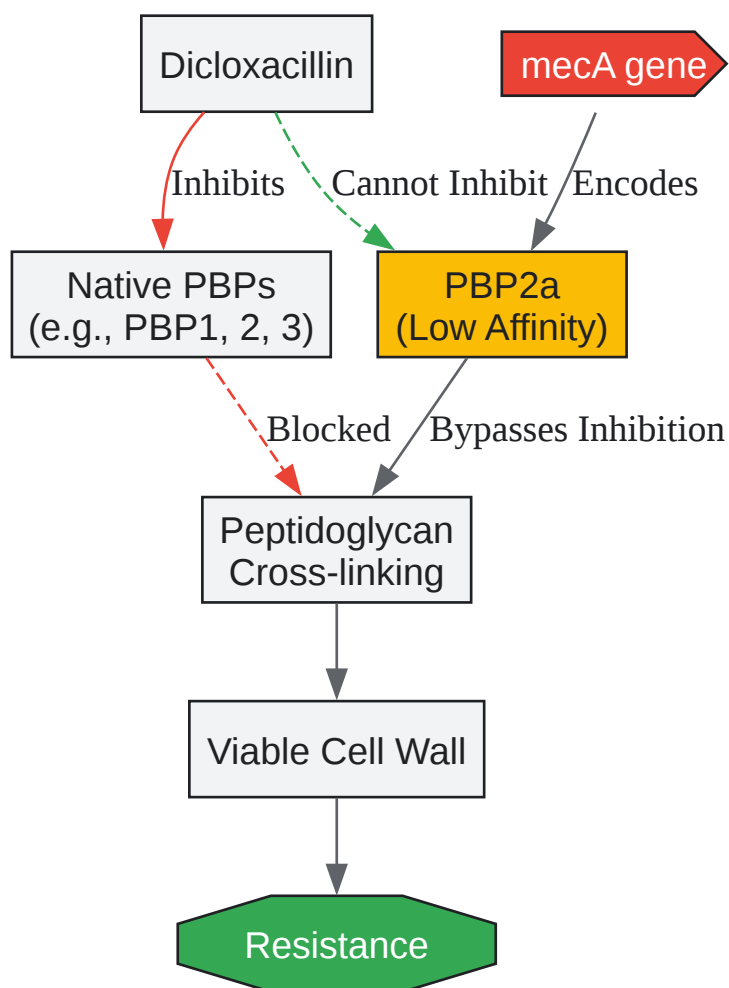 Dicloxacillin
mecA gene
Inhibits
Cannot Inhibit
Encodes
Native PBPs
(e.g., PBP1, 2, 3)
PBP2a
(Low Affinity)
Blocked
Bypasses Inhibition
Peptidoglycan
Cross-linking
Viable Cell Wall
Resistance